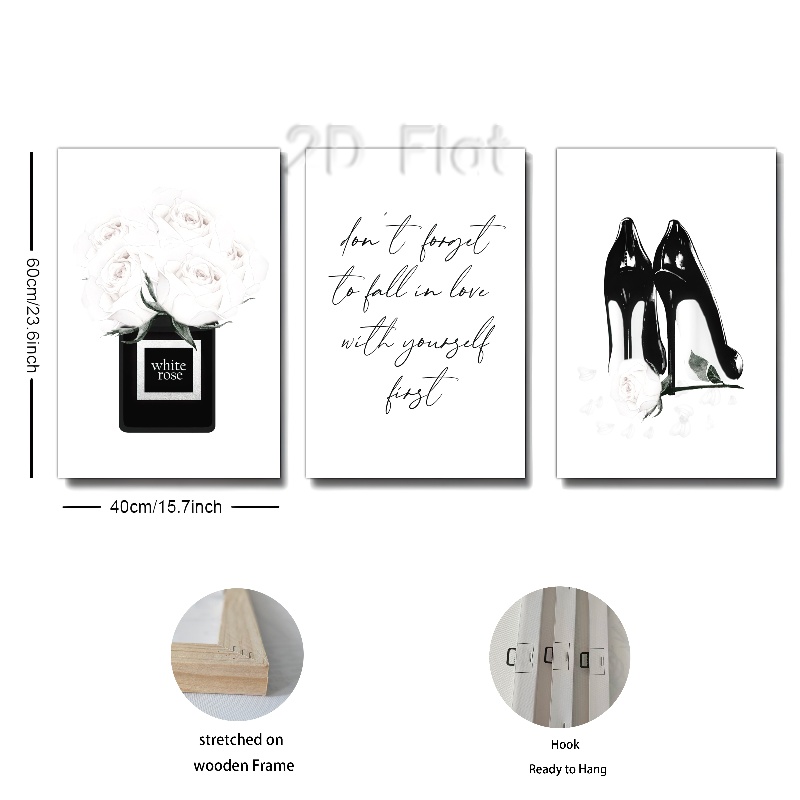 2D Flat
60cm/23.6inch
white
rose
don't forget
to fall in love
with yourself
first
40cm/15.7inch
stretched on
wooden Frame
Hook
Ready to Hang